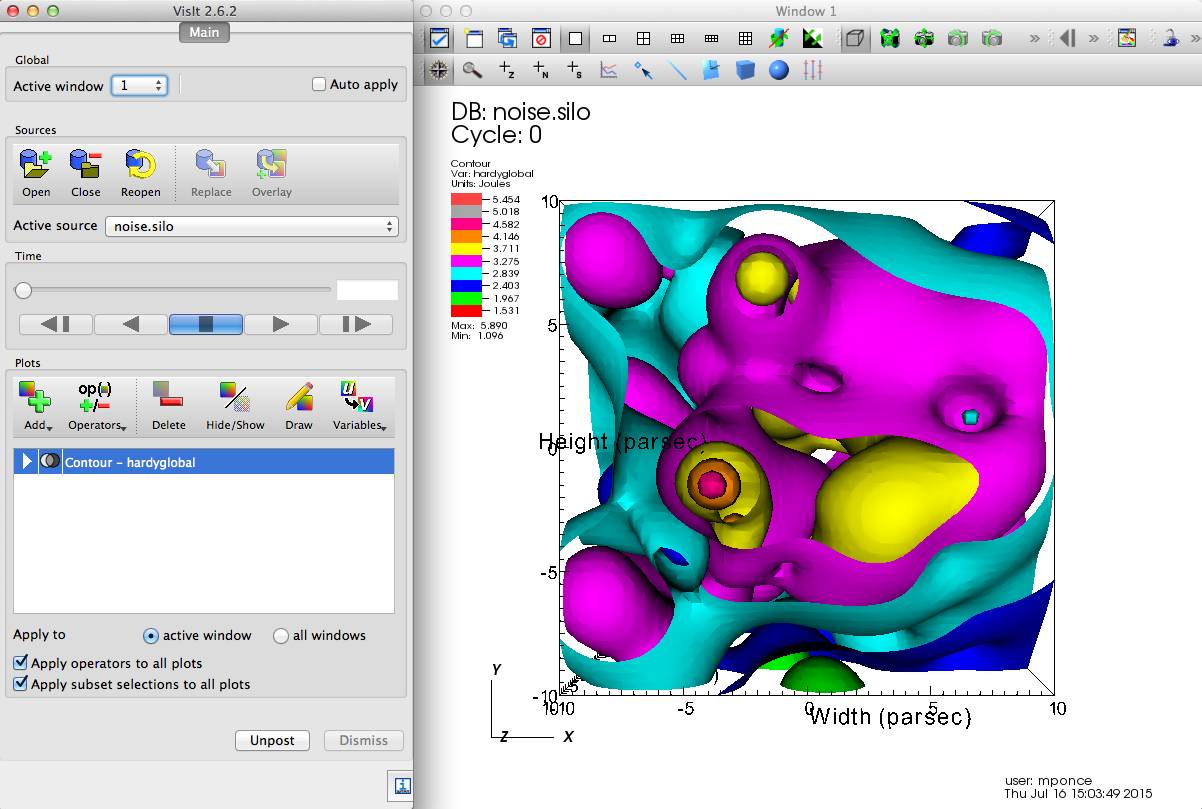 VisIt 2.6.2
Main
Global
Active window 1 Auto apply
Sources
Open Close Reopen Replace Overlay
Active source noise.silo
Time
Plots
op(·)
Add Operators Delete Hide/Show Draw Variables
Contour – hardyglobal
Apply to active window all windows
Apply operators to all plots
Apply subset selections to all plots
Unpost Dismiss
Window 1
DB: noise.silo
Cycle: 0
Contour
Var: hardyglobal
Units: Joules
5.454
5.018
4.582
4.146
3.711
3.275
2.839
2.403
1.967
1.531
Max: 5.890
Min: 1.096
10
5
Height (parsec)
0
-5
-10
-5 0 5 10
Width (parsec)
Y
Z X
user: mponce
Thu Jul 16 15:03:49 2015